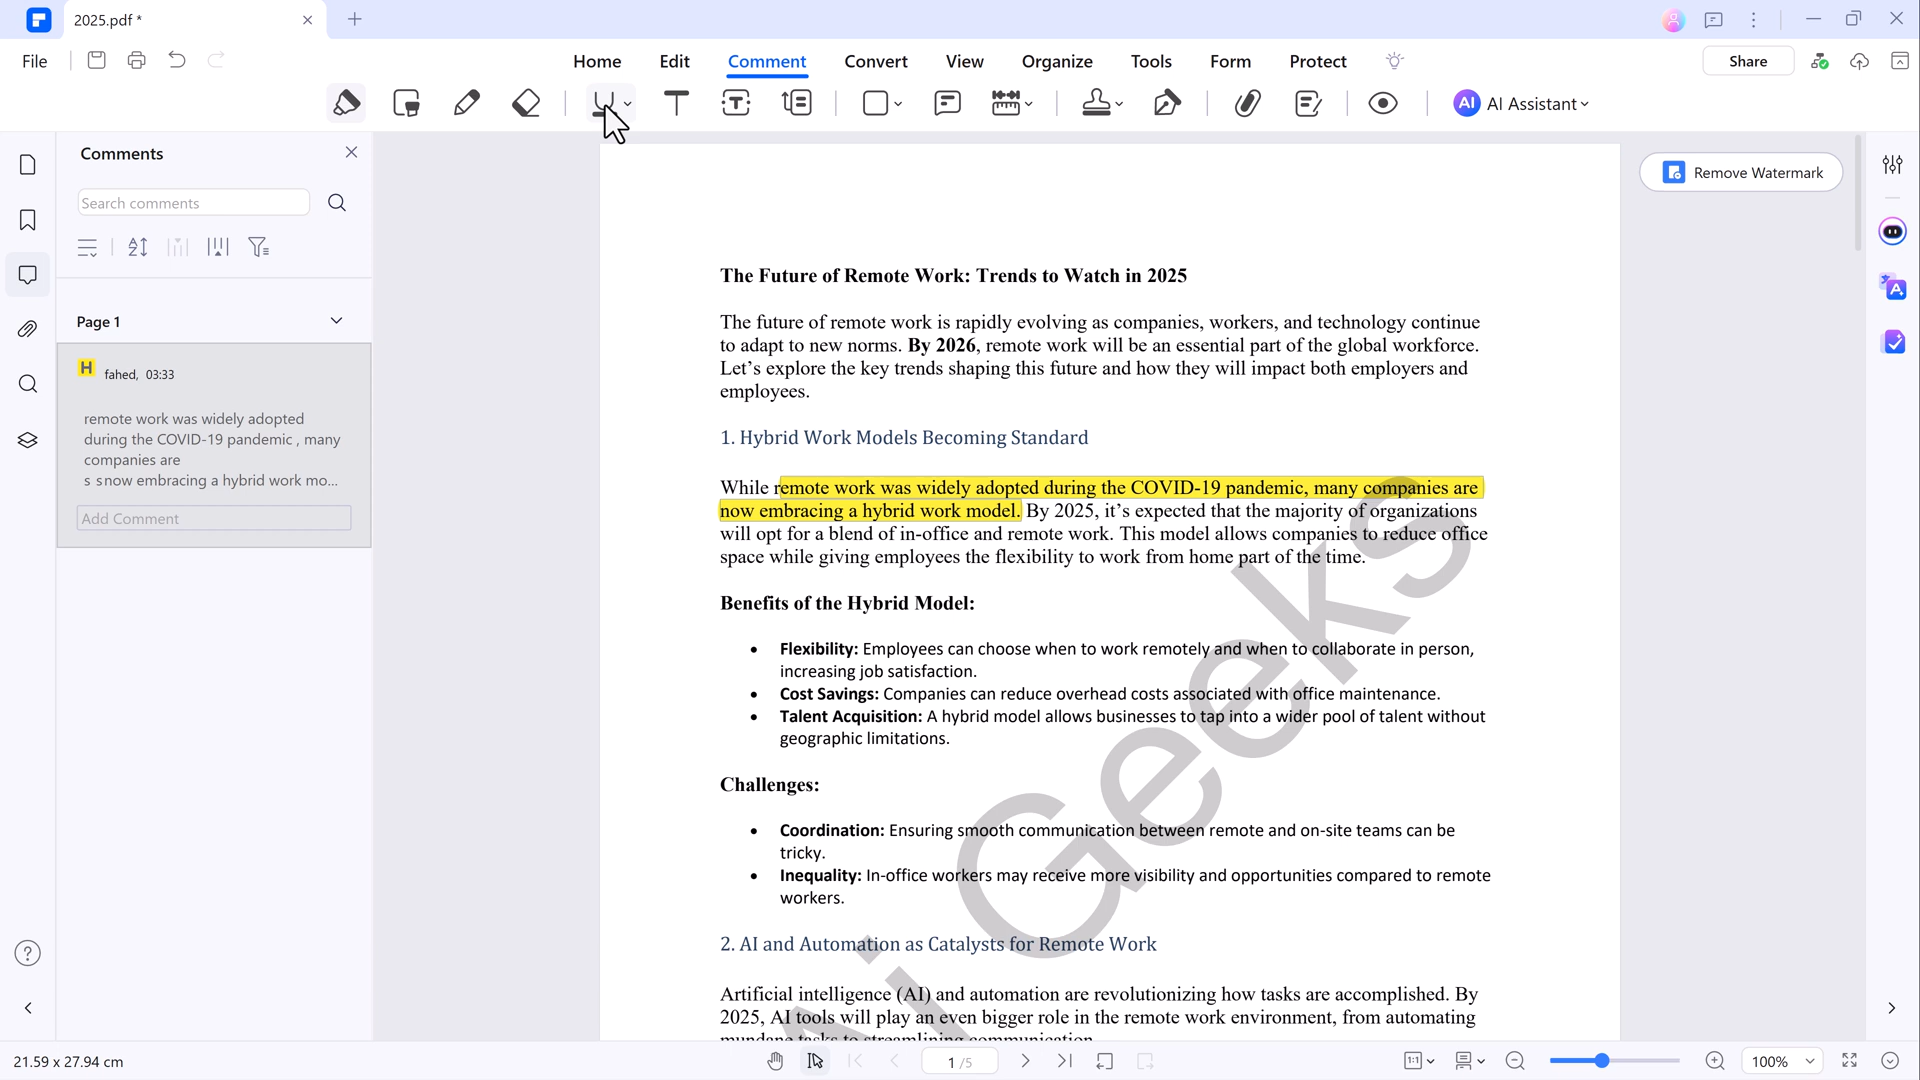 2025.pdf *
File
Home
Edit
Comment
Convert
View
Organize
Tools
Form
Protect
Share
AI AI Assistant
Comments
Search comments
Page 1
H fahed, 03:33
remote work was widely adopted
during the COVID-19 pandemic , many
companies are
s snow embracing a hybrid work mo...
Add Comment
Remove Watermark
The Future of Remote Work: Trends to Watch in 2025
The future of remote work is rapidly evolving as companies, workers, and technology continue
to adapt to new norms. By 2026, remote work will be an essential part of the global workforce.
Let’s explore the key trends shaping this future and how they will impact both employers and
employees.
1. Hybrid Work Models Becoming Standard
While remote work was widely adopted during the COVID-19 pandemic, many companies are
now embracing a hybrid work model. By 2025, it’s expected that the majority of organizations
will opt for a blend of in-office and remote work. This model allows companies to reduce office
space while giving employees the flexibility to work from home part of the time.
Benefits of the Hybrid Model:
• Flexibility: Employees can choose when to work remotely and when to collaborate in person,
increasing job satisfaction.
• Cost Savings: Companies can reduce overhead costs associated with office maintenance.
• Talent Acquisition: A hybrid model allows businesses to tap into a wider pool of talent without
geographic limitations.
Challenges:
• Coordination: Ensuring smooth communication between remote and on-site teams can be
tricky.
• Inequality: In-office workers may receive more visibility and opportunities compared to remote
workers.
2. AI and Automation as Catalysts for Remote Work
Artificial intelligence (AI) and automation are revolutionizing how tasks are accomplished. By
2025, AI tools will play an even bigger role in the remote work environment, from automating
mundane tasks to streamlining communication.
Ai Geeks
21.59 x 27.94 cm
1 /5
1:1
100%